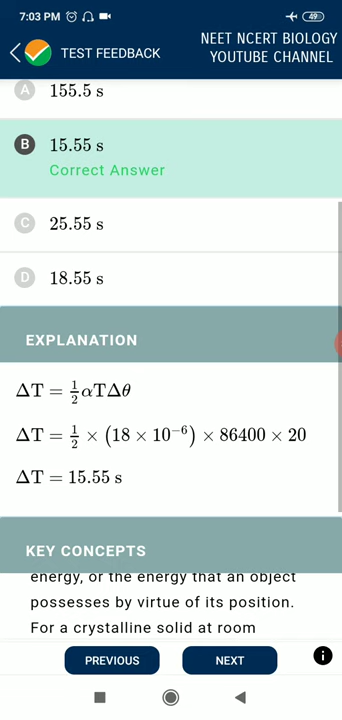 7:03 PM 49
TEST FEEDBACK
NEET NCERT BIOLOGY
YOUTUBE CHANNEL
A 155.5 s
B 15.55 s
Correct Answer
C 25.55 s
D 18.55 s
EXPLANATION
ΔT = 1/2 αTΔθ
ΔT = 1/2 × (18 × 10⁻⁶) × 86400 × 20
ΔT = 15.55 s
KEY CONCEPTS
energy, or the energy that an object
possesses by virtue of its position.
For a crystalline solid at room
PREVIOUS NEXT